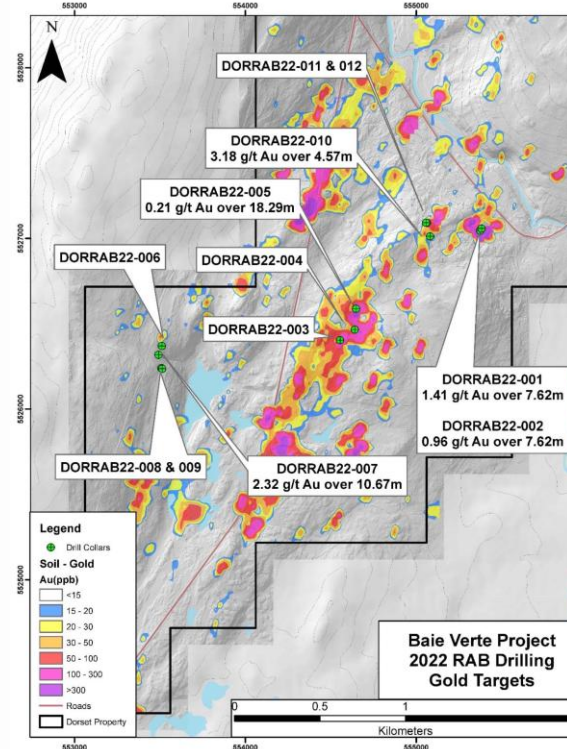 553000
554000
555000
N
5528000
5527000
5526000
5525000
DORRAB22-011 & 012
DORRAB22-010
3.18 g/t Au over 4.57m
DORRAB22-005
0.21 g/t Au over 18.29m
DORRAB22-004
DORRAB22-006
DORRAB22-003
DORRAB22-001
1.41 g/t Au over 7.62m
DORRAB22-002
0.96 g/t Au over 7.62m
DORRAB22-008 & 009
DORRAB22-007
2.32 g/t Au over 10.67m
Legend
Drill Collars
Soil - Gold
Au(ppb)
<15
15 - 20
20 - 30
30 - 50
50 - 100
100 - 300
>300
Roads
Dorset Property
Baie Verte Project
2022 RAB Drilling
Gold Targets
0 0.5 1
Kilometers
553000
554000
555000